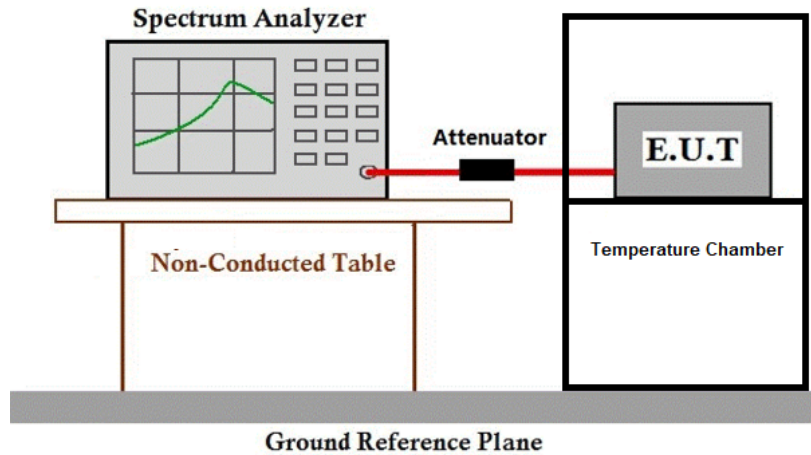 Spectrum Analyzer
Attenuator
E.U.T
Non-Conducted Table
Temperature Chamber
Ground Reference Plane